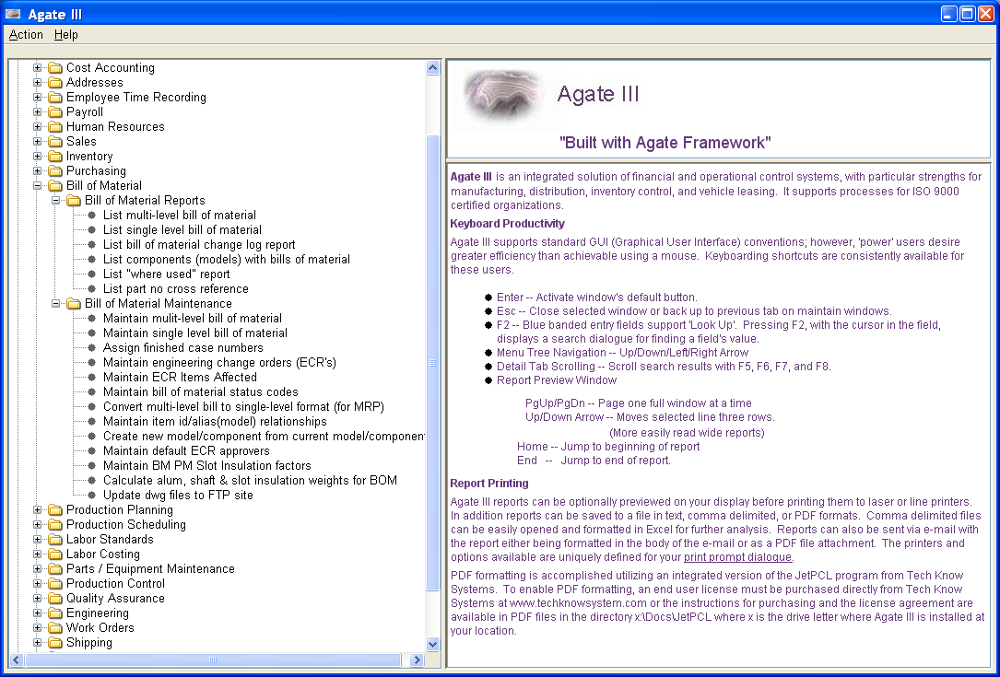 Agate III
Action Help
Cost Accounting
Addresses
Employee Time Recording
Payroll
Human Resources
Sales
Inventory
Purchasing
Bill of Material
Bill of Material Reports
List multi-level bill of material
List single level bill of material
List bill of material change log report
List components (models) with bills of material
List "where used" report
List part no cross reference
Bill of Material Maintenance
Maintain mulit-level bill of material
Maintain single level bill of material
Assign finished case numbers
Maintain engineering change orders (ECR's)
Maintain ECR Items Affected
Maintain bill of material status codes
Convert multi-level bill to single-level format (for MRP)
Maintain item id/alias(model) relationships
Create new model/component from current model/component
Maintain default ECR approvers
Maintain BM PM Slot Insulation factors
Calculate alum, shaft & slot insulation weights for BOM
Update dwg files to FTP site
Production Planning
Production Scheduling
Labor Standards
Labor Costing
Parts / Equipment Maintenance
Production Control
Quality Assurance
Engineering
Work Orders
Shipping
Agate III
"Built with Agate Framework"
Agate III is an integrated solution of financial and operational control systems, with particular strengths for
manufacturing, distribution, inventory control, and vehicle leasing. It supports processes for ISO 9000
certified organizations.
Keyboard Productivity
Agate III supports standard GUI (Graphical User Interface) conventions; however, 'power' users desire
greater efficiency than achievable using a mouse. Keyboarding shortcuts are consistently available for
these users.
Enter -- Activate window's default button.
Esc -- Close selected window or back up to previous tab on maintain windows.
F2 -- Blue banded entry fields support 'Look Up'. Pressing F2, with the cursor in the field,
displays a search dialogue for finding a field's value.
Menu Tree Navigation -- Up/Down/Left/Right Arrow
Detail Tab Scrolling -- Scroll search results with F5, F6, F7, and F8.
Report Preview Window
PgUp/PgDn -- Page one full window at a time
Up/Down Arrow -- Moves selected line three rows.
(More easily read wide reports)
Home -- Jump to beginning of report
End -- Jump to end of report.
Report Printing
Agate III reports can be optionally previewed on your display before printing them to laser or line printers.
In addition reports can be saved to a file in text, comma delimited, or PDF formats. Comma delimited files
can be easily opened and formatted in Excel for further analysis. Reports can also be sent via e-mail with
the report either being formatted in the body of the e-mail or as a PDF file attachment. The printers and
options available are uniquely defined for your print prompt dialogue.
PDF formatting is accomplished utilizing an integrated version of the JetPCL program from Tech Know
Systems. To enable PDF formatting, an end user license must be purchased directly from Tech Know
Systems at www.techknowsystem.com or the instructions for purchasing and the license agreement are
available in PDF files in the directory x:\Docs\JetPCL where x is the drive letter where Agate III is installed at
your location.